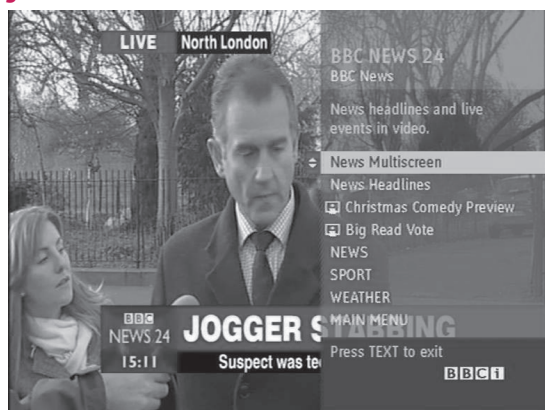 LIVE North London
BBC NEWS 24
BBC News
News headlines and live
events in video.
News Multiscreen
News Headlines
Christmas Comedy Preview
Big Read Vote
NEWS
SPORT
WEATHER
MAIN MENU
Press TEXT to exit
BBCi
BBC
NEWS 24
15:11
JOGGER STABBING
Suspect was